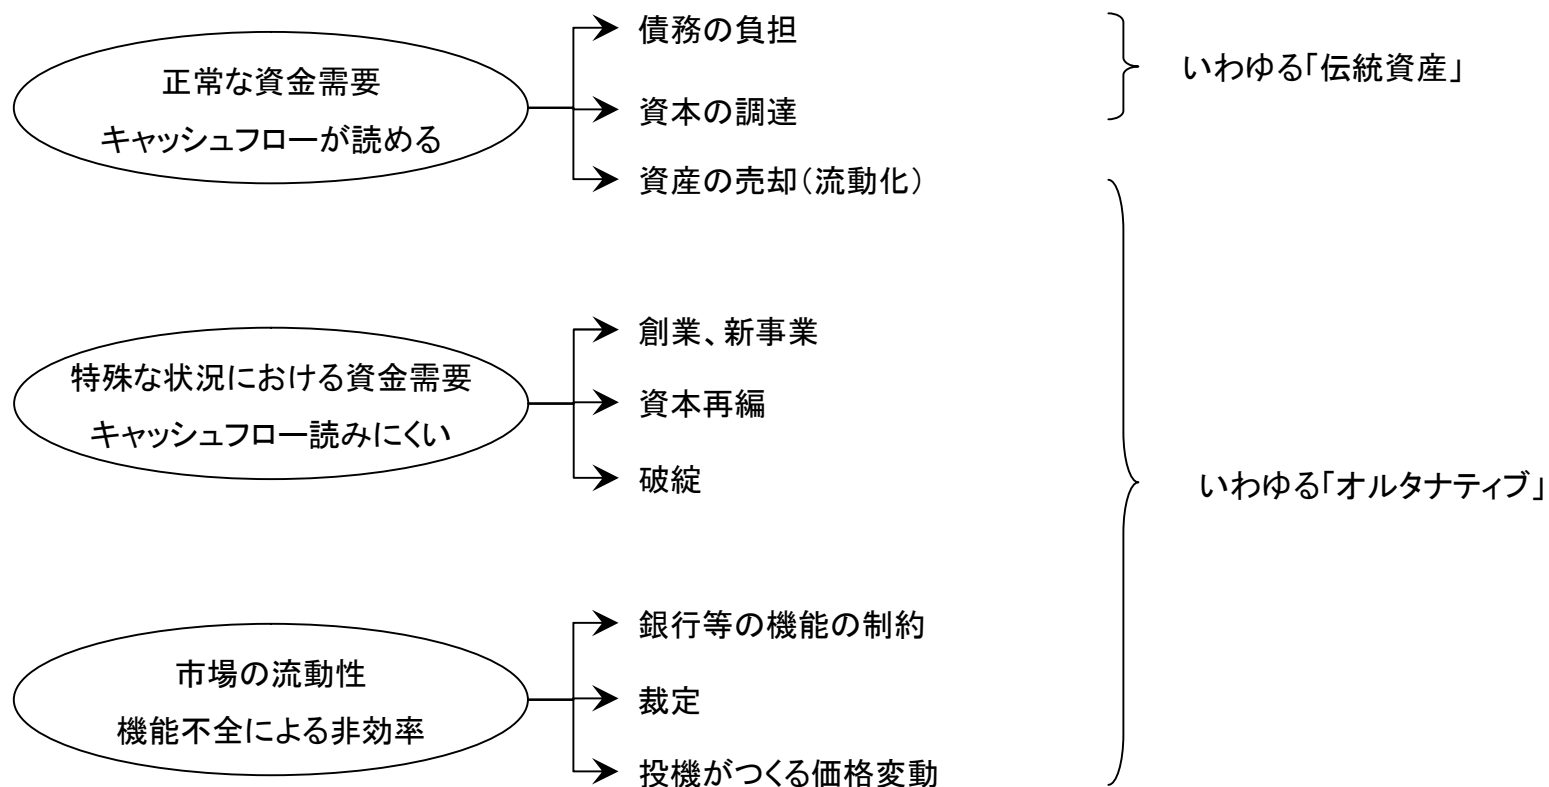 正常な資金需要
キャッシュフローが読める
債務の負担
資本の調達
資産の売却（流動化）
いわゆる「伝統資産」
特殊な状況における資金需要
キャッシュフロー読みにくい
創業、新事業
資本再編
破綻
いわゆる「オルタナティブ」
市場の流動性
機能不全による非効率
銀行等の機能の制約
裁定
投機がつくる価格変動